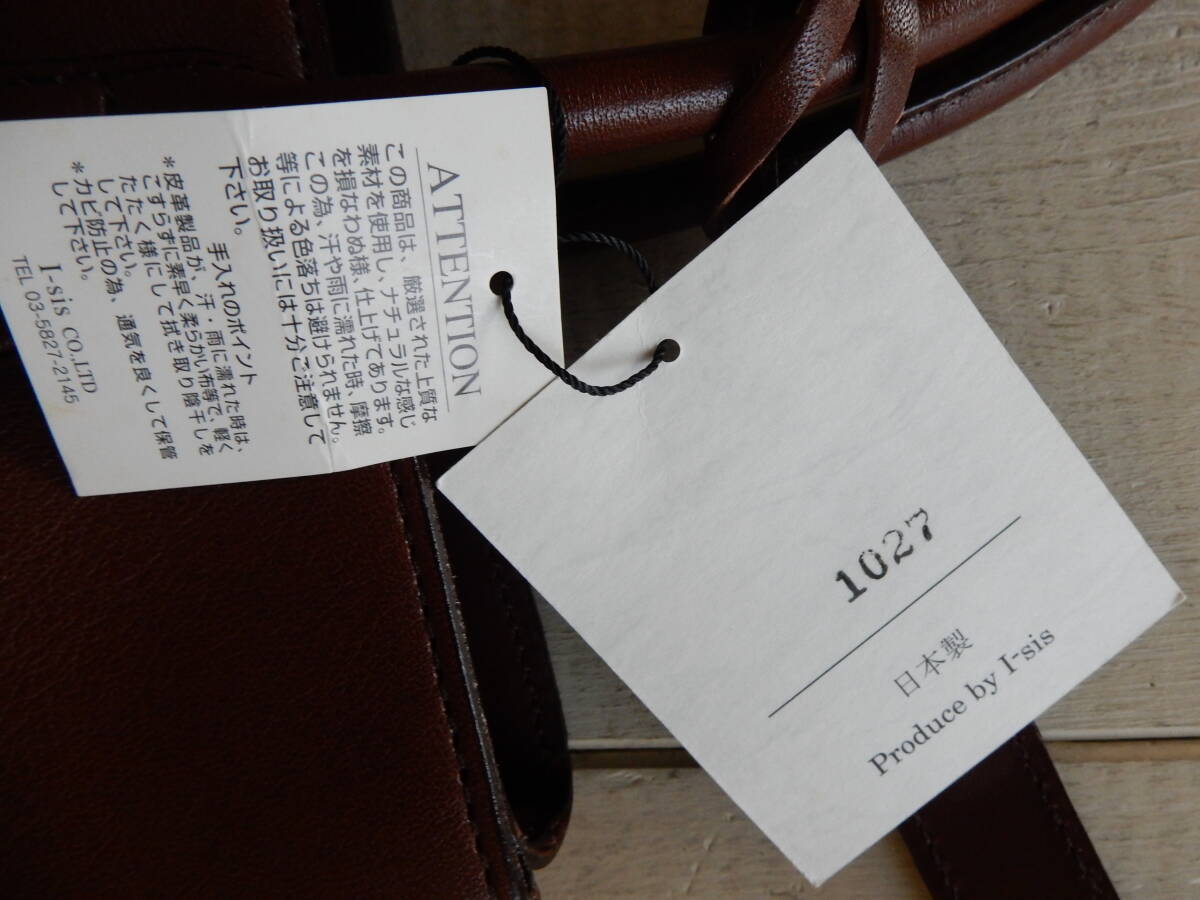 ATTENTION
この商品は、厳選された上質な
素材を使用し、ナチュラルな感じ
を損なわぬ様、仕上げてあります。
この為、汗や雨に濡れた時、摩擦
等による色落ちは避けられません。
お取り扱いには十分ご注意して
下さい。
手入れのポイント
*皮革製品が、汗・雨に濡れた時は、
こすらずに素早く柔らかい布等で、軽く
たたく様にして拭き取り陰干しを
して下さい。
*カビ防止の為、通気を良くして保管
して下さい。
I-sis CO.,LTD
TEL 03-5827-2145
1027
日本製
Produce by I-sis